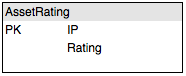 AssetRating
PK IP
Rating